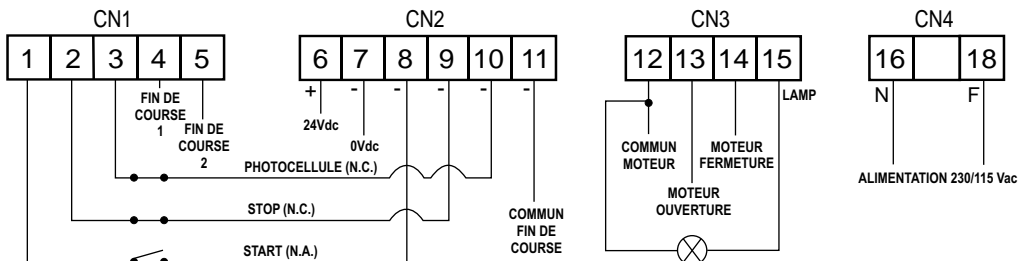 CN1 CN2 CN3 CN4
1 2 3 4 5 6 7 8 9 10 11 12 13 14 15 16 18
+ - - - - - N F
FIN DE COURSE 1
FIN DE COURSE 2
24Vdc
0Vdc
LAMP
COMMUN MOTEUR
MOTEUR FERMETURE
MOTEUR OUVERTURE
ALIMENTATION 230/115 Vac
PHOTOCELLULE (N.C.)
STOP (N.C.)
START (N.A.)
COMMUN FIN DE COURSE